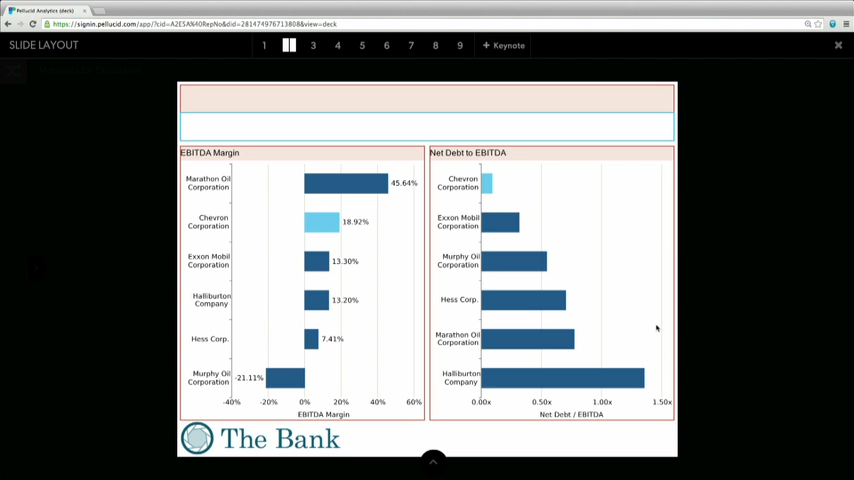 Pellucid Analytics (deck)
https://signin.pellucid.com/app/?cid=A2E5A%40RepNo&did=281474976713808&view=deck
SLIDE LAYOUT
1 3 4 5 6 7 8 9 + Keynote
EBITDA Margin
Marathon Oil
Corporation
45.64%
Chevron
Corporation
18.92%
Exxon Mobil
Corporation
13.30%
Halliburton
Company
13.20%
Hess Corp.
7.41%
Murphy Oil
Corporation
-21.11%
-40% -20% 0% 20% 40% 60%
EBITDA Margin
Net Debt to EBITDA
Chevron
Corporation
Exxon Mobil
Corporation
Murphy Oil
Corporation
Hess Corp.
Marathon Oil
Corporation
Halliburton
Company
0.00x 0.50x 1.00x 1.50x
Net Debt / EBITDA
The Bank